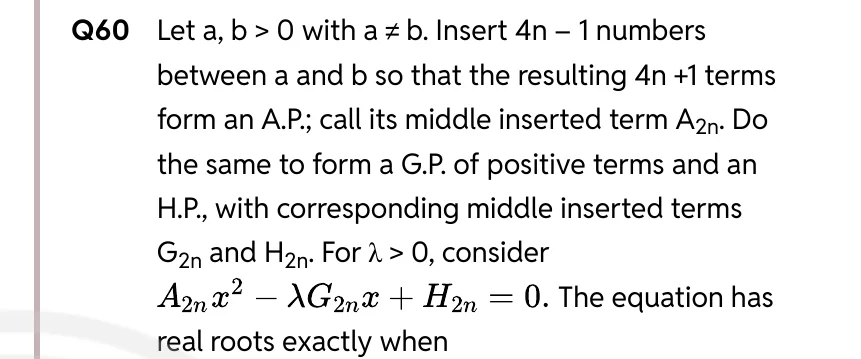 Q60 Let a, b > 0 with a ≠ b. Insert 4n – 1 numbers
between a and b so that the resulting 4n +1 terms
form an A.P.; call its middle inserted term A₂ₙ. Do
the same to form a G.P. of positive terms and an
H.P., with corresponding middle inserted terms
G₂ₙ and H₂ₙ. For λ > 0, consider
A₂ₙx² − λG₂ₙx + H₂ₙ = 0. The equation has
real roots exactly when